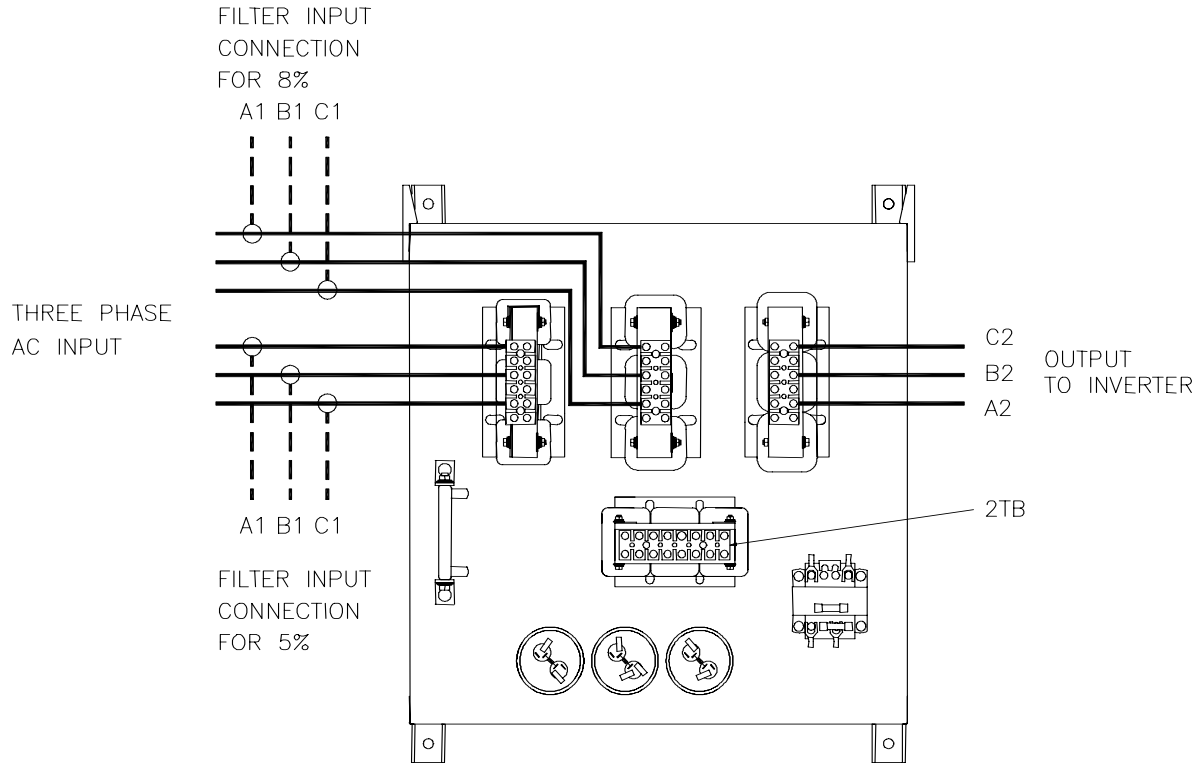 FILTER INPUT
CONNECTION
FOR 8%
A1 B1 C1
THREE PHASE
AC INPUT
C2
B2
A2
OUTPUT
TO INVERTER
2TB
A1 B1 C1
FILTER INPUT
CONNECTION
FOR 5%